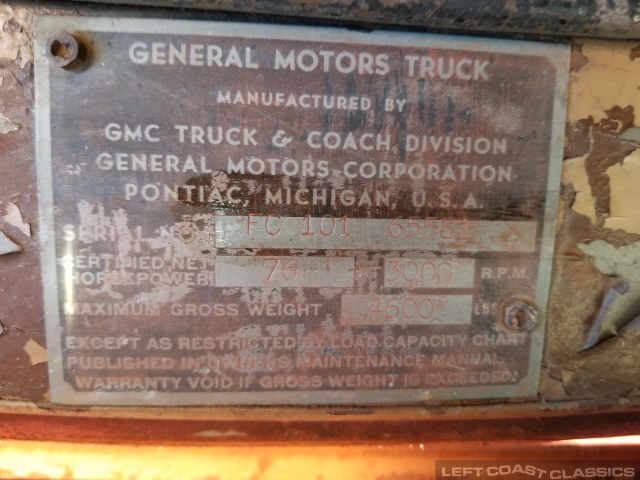 GENERAL MOTORS TRUCK
MANUFACTURED BY
GMC TRUCK & COACH DIVISION
GENERAL MOTORS CORPORATION
PONTIAC, MICHIGAN, U.S.A.
SERIAL NO. FC 101
CERTIFIED NET
HORSEPOWER 76 3000 R.P.M.
MAXIMUM GROSS WEIGHT 4600 LBS
EXCEPT AS RESTRICTED BY LOAD CAPACITY CHART
PUBLISHED IN OWNERS MAINTENANCE MANUAL
WARRANTY VOID IF GROSS WEIGHT IS EXCEEDED.
LEFT COAST CLASSICS